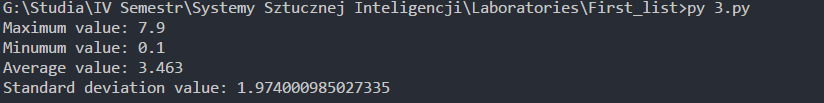 G:\Studia\IV Semestr\Systemy Sztucznej Inteligencji\Laboratories\First_list>py 3.py
Maximum value: 7.9
Minumum value: 0.1
Average value: 3.463
Standard deviation value: 1.974000985027335